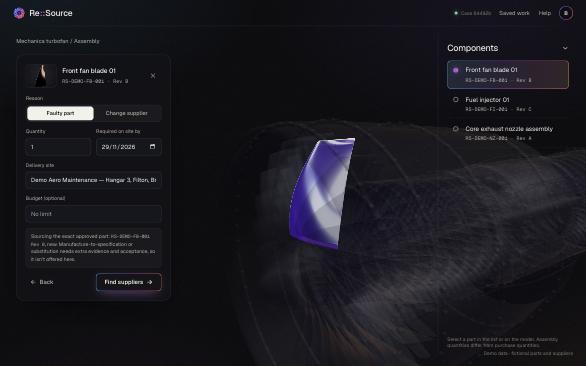 Re::Source
Saved work
Help
B
Mechanica turbofan / Assembly
Front fan blade 01
RS-DEMO-FB-001 · Rev B
Reason
Faulty part
Change supplier
Quantity
Required on site by
1
29/11/2026
Delivery site
Demo Aero Maintenance — Hangar 3, Filton, Br
Budget (optional)
No limit
Sourcing the exact approved part: RS-DEMO-FB-001
Rev B. new Manufacture-to-specification or
substitution needs extra evidence and acceptance, so
it isn't offered here.
← Back
Find suppliers →
Components
Front fan blade 01
RS-DEMO-FB-001 · Rev B
Fuel injector 01
RS-DEMO-FI-001 · Rev C
Core exhaust nozzle assembly
RS-DEMO-NZ-001 · Rev A
Select a part in the list or on the model. Assembly
quantities differ from purchase quantities.
Demo data · fictional parts and suppliers